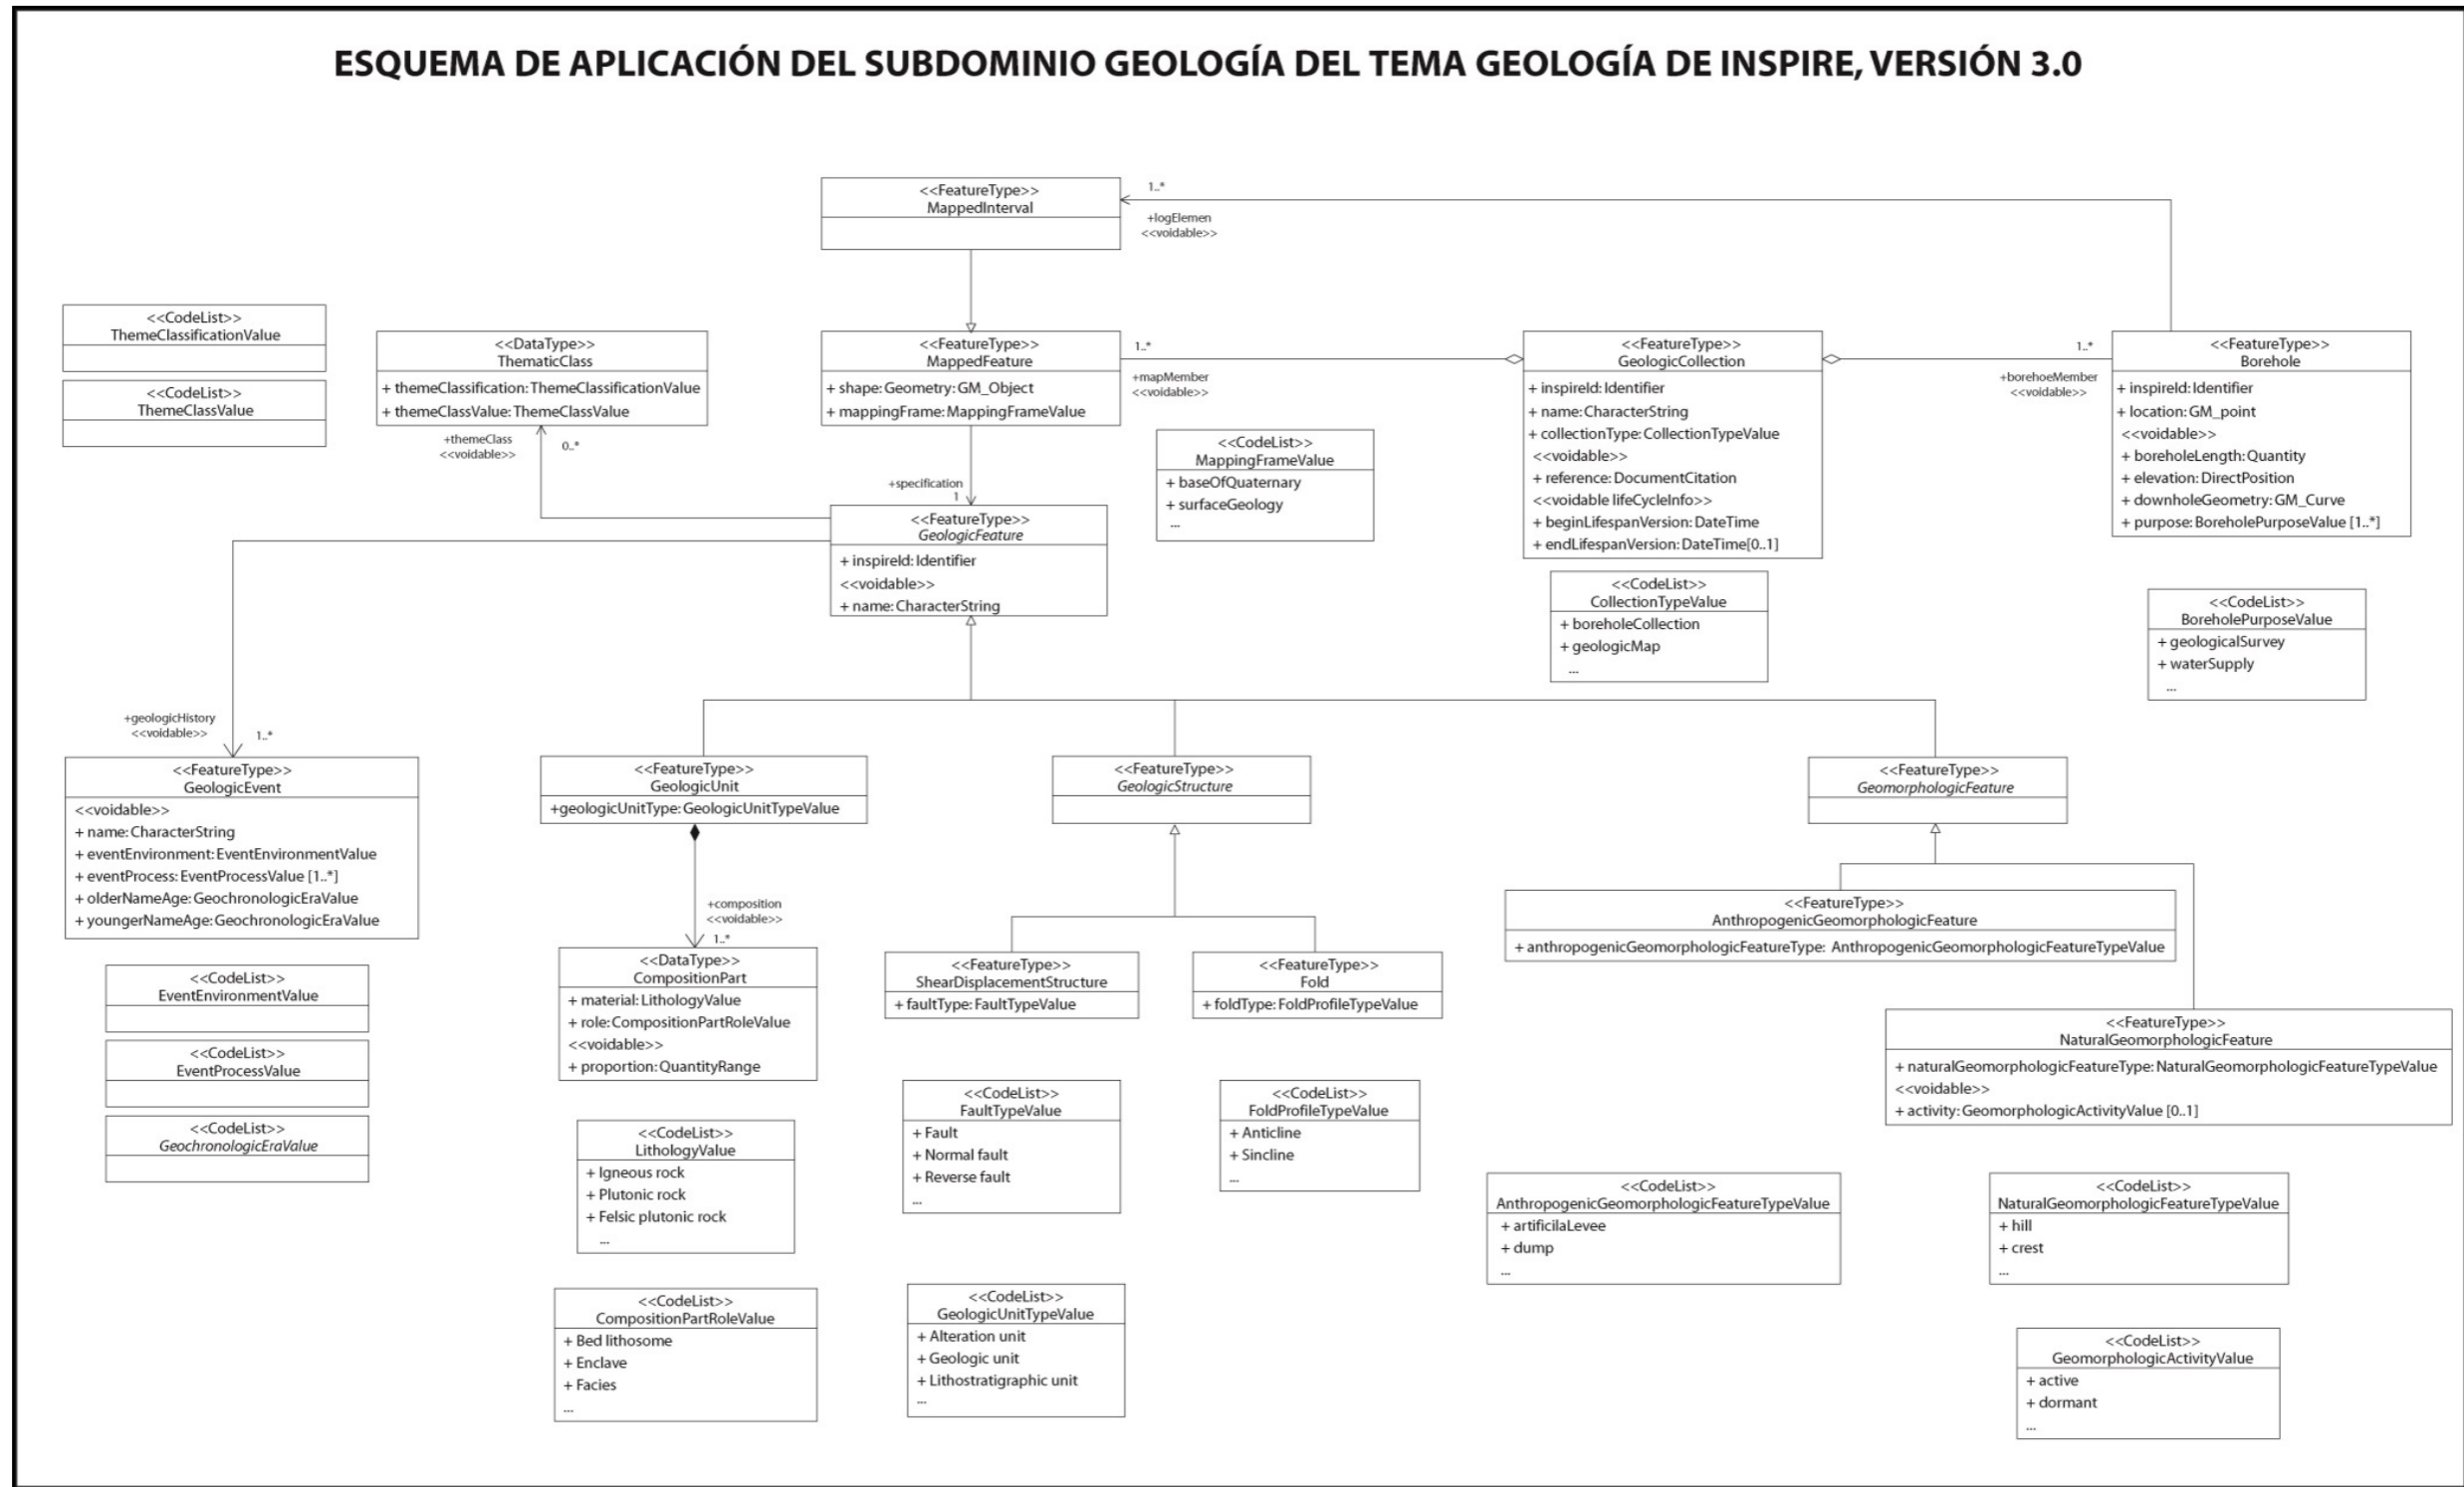 ESQUEMA DE APLICACIÓN DEL SUBDOMINIO GEOLOGÍA DEL TEMA GEOLOGÍA DE INSPIRE, VERSIÓN 3.0
<<FeatureType>>
MappedInterval
1..*
+logElemen
<<voidable>>
<<CodeList>>
ThemeClassificationValue
<<CodeList>>
ThemeClassValue
<<DataType>>
ThematicClass
+ themeClassification: ThemeClassificationValue
+ themeClassValue: ThemeClassValue
+themeClass
<<voidable>>
0..*
<<FeatureType>>
MappedFeature
+ shape: Geometry: GM_Object
+ mappingFrame: MappingFrameValue
1..*
+mapMember
<<voidable>>
<<FeatureType>>
GeologicCollection
+ inspireId: Identifier
+ name: CharacterString
+ collectionType: CollectionTypeValue
<<voidable>>
+ reference: DocumentCitation
<<voidable lifeCycleInfo>>
+ beginLifespanVersion: DateTime
+ endLifespanVersion: DateTime[0..1]
1..*
+borehoeMember
<<voidable>>
<<FeatureType>>
Borehole
+ inspireId: Identifier
+ location: GM_point
<<voidable>>
+ boreholeLength: Quantity
+ elevation: DirectPosition
+ downholeGeometry: GM_Curve
+ purpose: BoreholePurposeValue [1..*]
<<CodeList>>
MappingFrameValue
+ baseOfQuaternary
+ surfaceGeology
...
+specification
1
<<FeatureType>>
GeologicFeature
+ inspireId: Identifier
<<voidable>>
+ name: CharacterString
<<CodeList>>
CollectionTypeValue
+ boreholeCollection
+ geologicMap
...
<<CodeList>>
BoreholePurposeValue
+ geologicalSurvey
+ waterSupply
...
+geologicHistory
<<voidable>>
1..*
<<FeatureType>>
GeologicEvent
<<voidable>>
+ name: CharacterString
+ eventEnvironment: EventEnvironmentValue
+ eventProcess: EventProcessValue [1..*]
+ olderNameAge: GeochronologicEraValue
+ youngerNameAge: GeochronologicEraValue
<<FeatureType>>
GeologicUnit
+geologicUnitType: GeologicUnitTypeValue
<<FeatureType>>
GeologicStructure
<<FeatureType>>
GeomorphologicFeature
+composition
<<voidable>>
1..*
<<FeatureType>>
AnthropogenicGeomorphologicFeature
+ anthropogenicGeomorphologicFeatureType: AnthropogenicGeomorphologicFeatureTypeValue
<<CodeList>>
EventEnvironmentValue
<<CodeList>>
EventProcessValue
<<CodeList>>
GeochronologicEraValue
<<DataType>>
CompositionPart
+ material: LithologyValue
+ role: CompositionPartRoleValue
<<voidable>>
+ proportion: QuantityRange
<<FeatureType>>
ShearDisplacementStructure
+ faultType: FaultTypeValue
<<FeatureType>>
Fold
+ foldType: FoldProfileTypeValue
<<FeatureType>>
NaturalGeomorphologicFeature
+ naturalGeomorphologicFeatureType: NaturalGeomorphologicFeatureTypeValue
<<voidable>>
+ activity: GeomorphologicActivityValue [0..1]
<<CodeList>>
LithologyValue
+ Igneous rock
+ Plutonic rock
+ Felsic plutonic rock
...
<<CodeList>>
FaultTypeValue
+ Fault
+ Normal fault
+ Reverse fault
...
<<CodeList>>
FoldProfileTypeValue
+ Anticline
+ Sincline
...
<<CodeList>>
AnthropogenicGeomorphologicFeatureTypeValue
+ artificilaLevee
+ dump
...
<<CodeList>>
NaturalGeomorphologicFeatureTypeValue
+ hill
+ crest
...
<<CodeList>>
CompositionPartRoleValue
+ Bed lithosome
+ Enclave
+ Facies
...
<<CodeList>>
GeologicUnitTypeValue
+ Alteration unit
+ Geologic unit
+ Lithostratigraphic unit
...
<<CodeList>>
GeomorphologicActivityValue
+ active
+ dormant
...